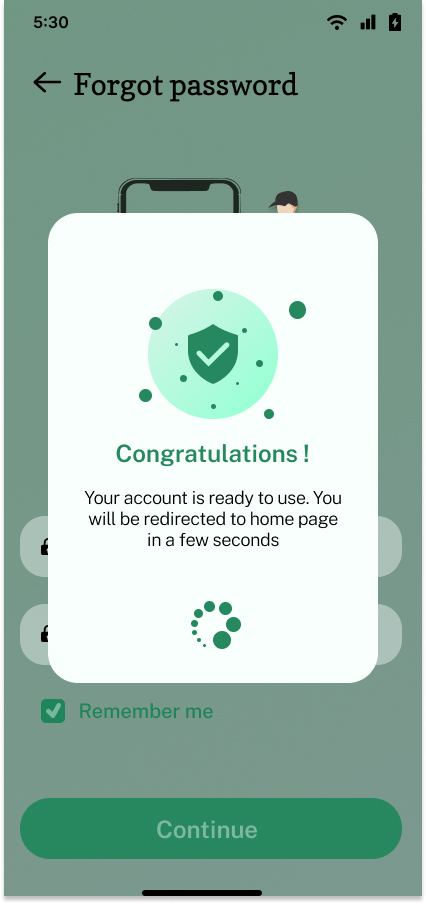 5:30
Forgot password
Congratulations !
Your account is ready to use. You
will be redirected to home page
in a few seconds
Remember me
Continue